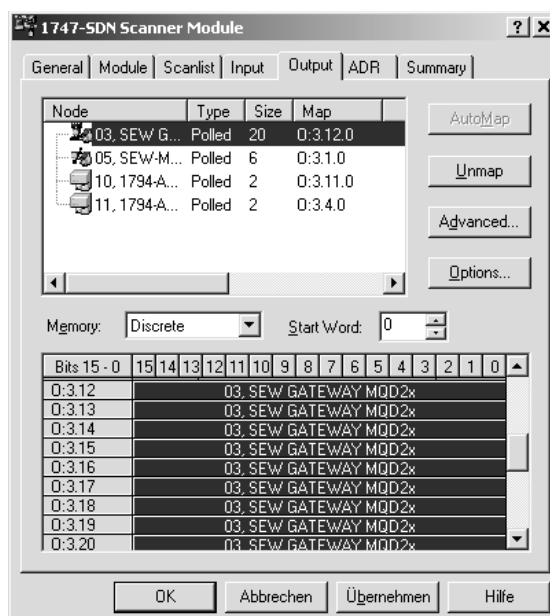 1747-SDN Scanner Module
General Module Scanlist Input Output ADR Summary
Node Type Size Map
03, SEW G... Polled 20 O:3.12.0
05, SEW-M... Polled 6 O:3.1.0
10, 1794-A... Polled 2 O:3.11.0
11, 1794-A... Polled 2 O:3.4.0
AutoMap
Unmap
Advanced...
Options...
Memory: Discrete Start Word: 0
Bits 15 - 0 15 14 13 12 11 10 9 8 7 6 5 4 3 2 1 0
O:3.12 03, SEW GATEWAY MQD2x
O:3.13 03, SEW GATEWAY MQD2x
O:3.14 03, SEW GATEWAY MQD2x
O:3.15 03, SEW GATEWAY MQD2x
O:3.16 03, SEW GATEWAY MQD2x
O:3.17 03, SEW GATEWAY MQD2x
O:3.18 03, SEW GATEWAY MQD2x
O:3.19 03, SEW GATEWAY MQD2x
O:3.20 03, SEW GATEWAY MQD2x
OK Abbrechen Übernehmen Hilfe